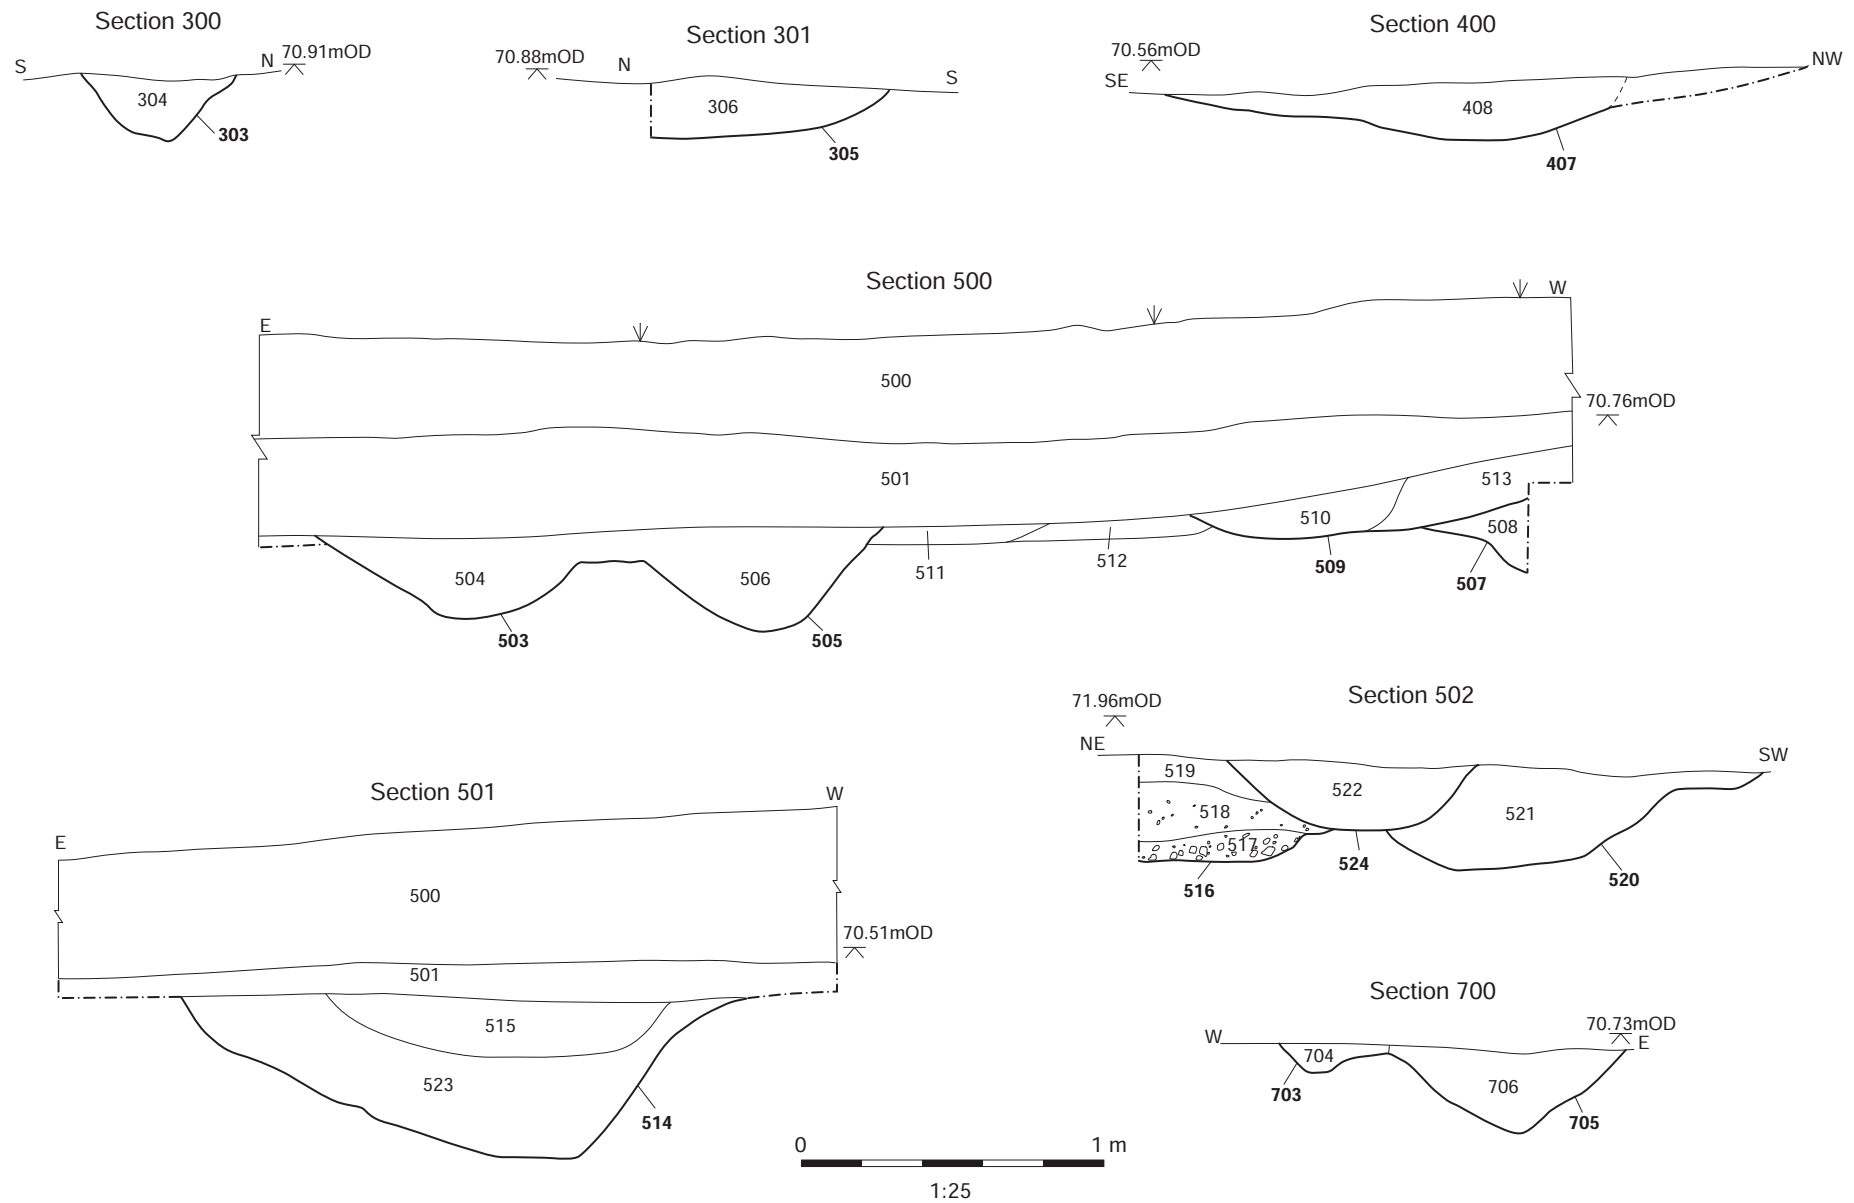 Section 300
S
N
70.91mOD
304
303
Section 301
70.88mOD
N
S
306
305
Section 400
70.56mOD
SE
NW
408
407
Section 500
E
W
500
70.76mOD
501
513
510
508
504
506
511
512
509
507
503
505
Section 502
71.96mOD
NE
SW
519
522
518
521
517
524
516
520
Section 501
W
E
500
70.51mOD
501
515
523
514
Section 700
70.73mOD
W
E
704
706
703
705
0
1 m
1:25